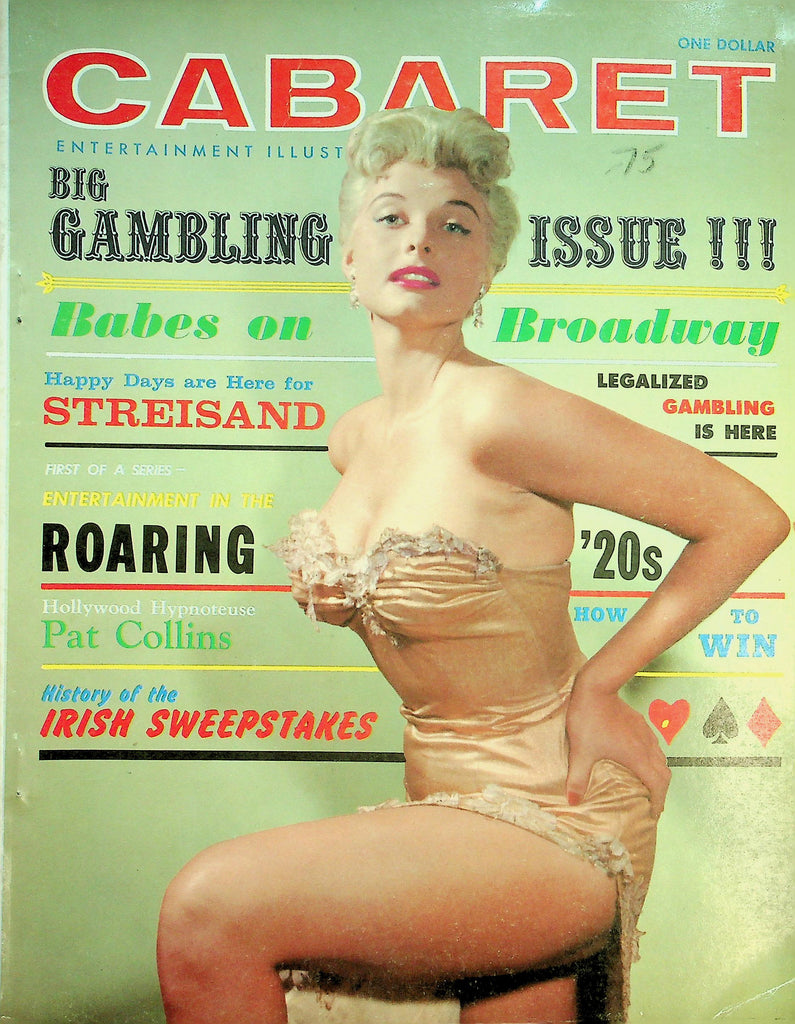 ONE DOLLAR
CABARET
ENTERTAINMENT ILLUST
75
BIG
GAMBLING ISSUE !!!
Babes on Broadway
Happy Days are Here for
STREISAND
LEGALIZED
GAMBLING
IS HERE
FIRST OF A SERIES –
ENTERTAINMENT IN THE
ROARING '20s
Hollywood Hypnoteuse
Pat Collins
HOW TO
WIN
History of the
IRISH SWEEPSTAKES